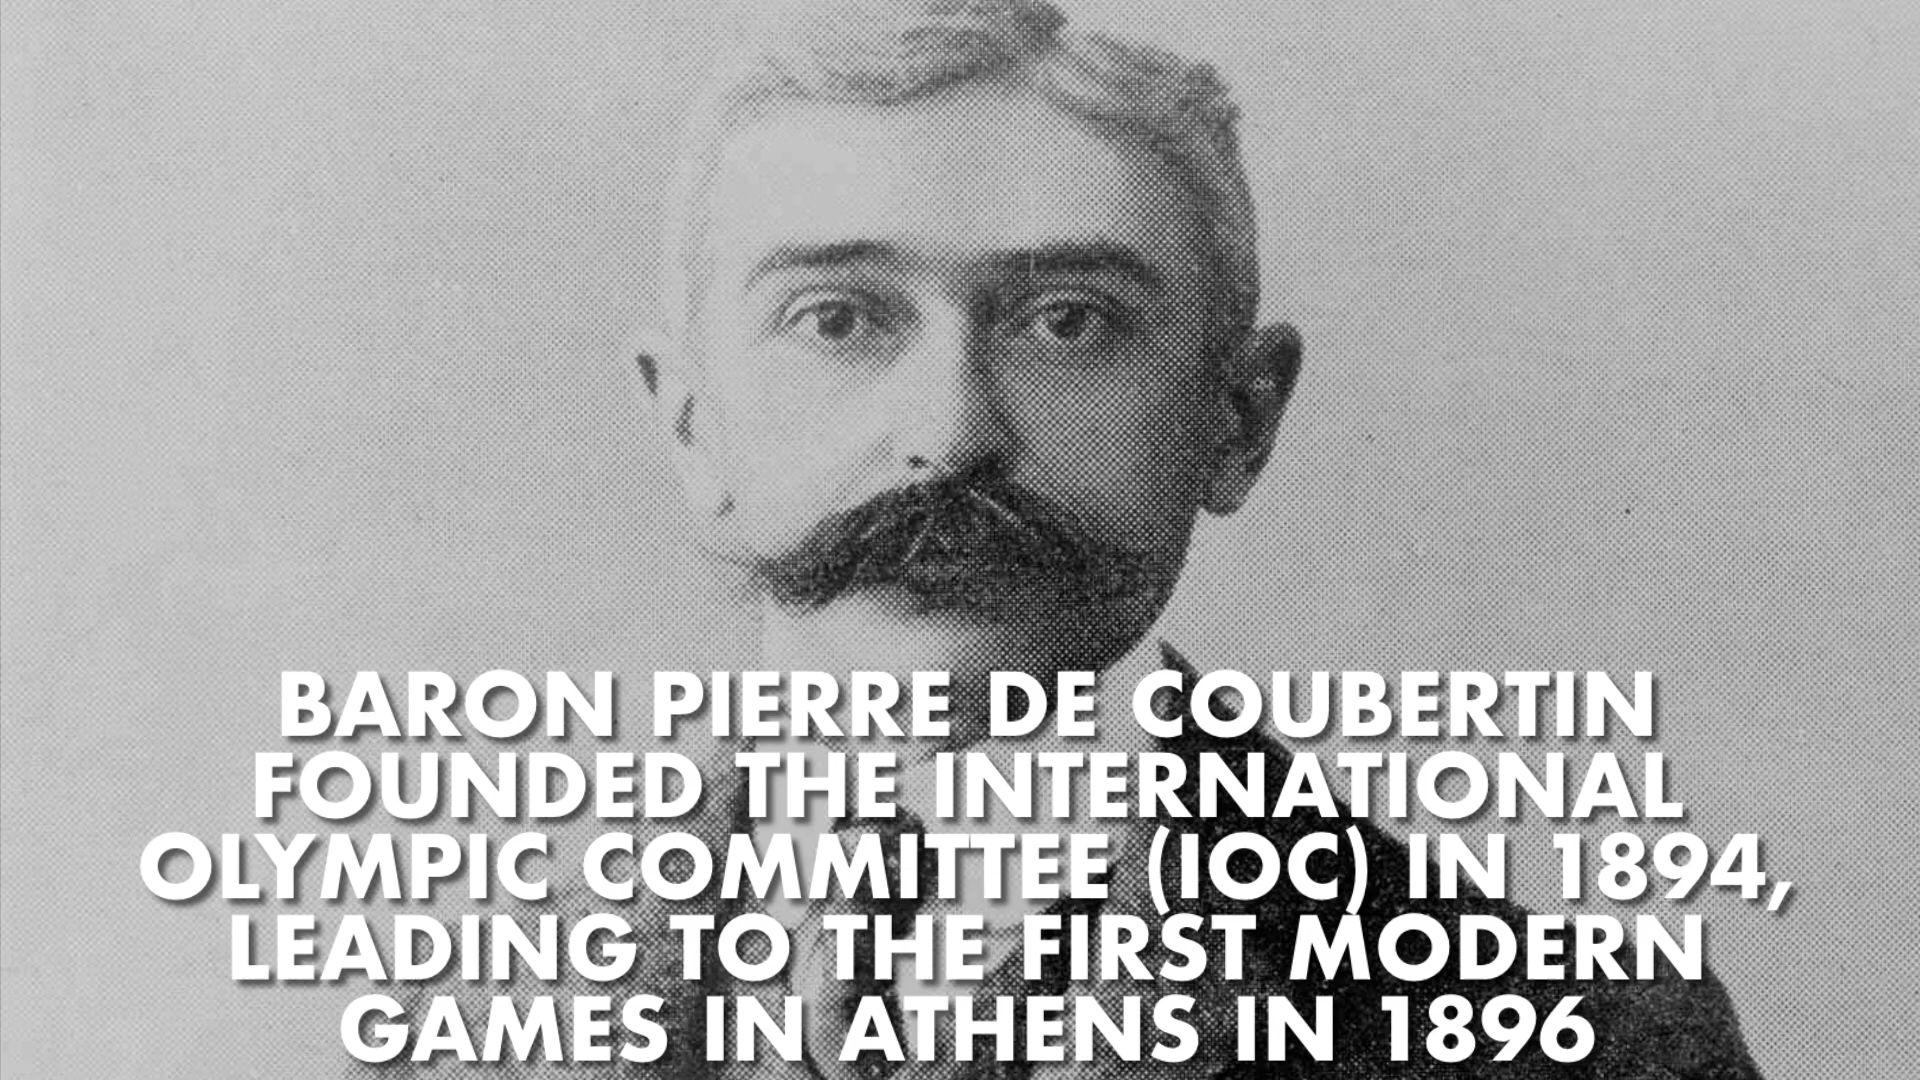 BARON PIERRE DE COUBERTIN
FOUNDED THE INTERNATIONAL
OLYMPIC COMMITTEE (IOC) IN 1894,
LEADING TO THE FIRST MODERN
GAMES IN ATHENS IN 1896